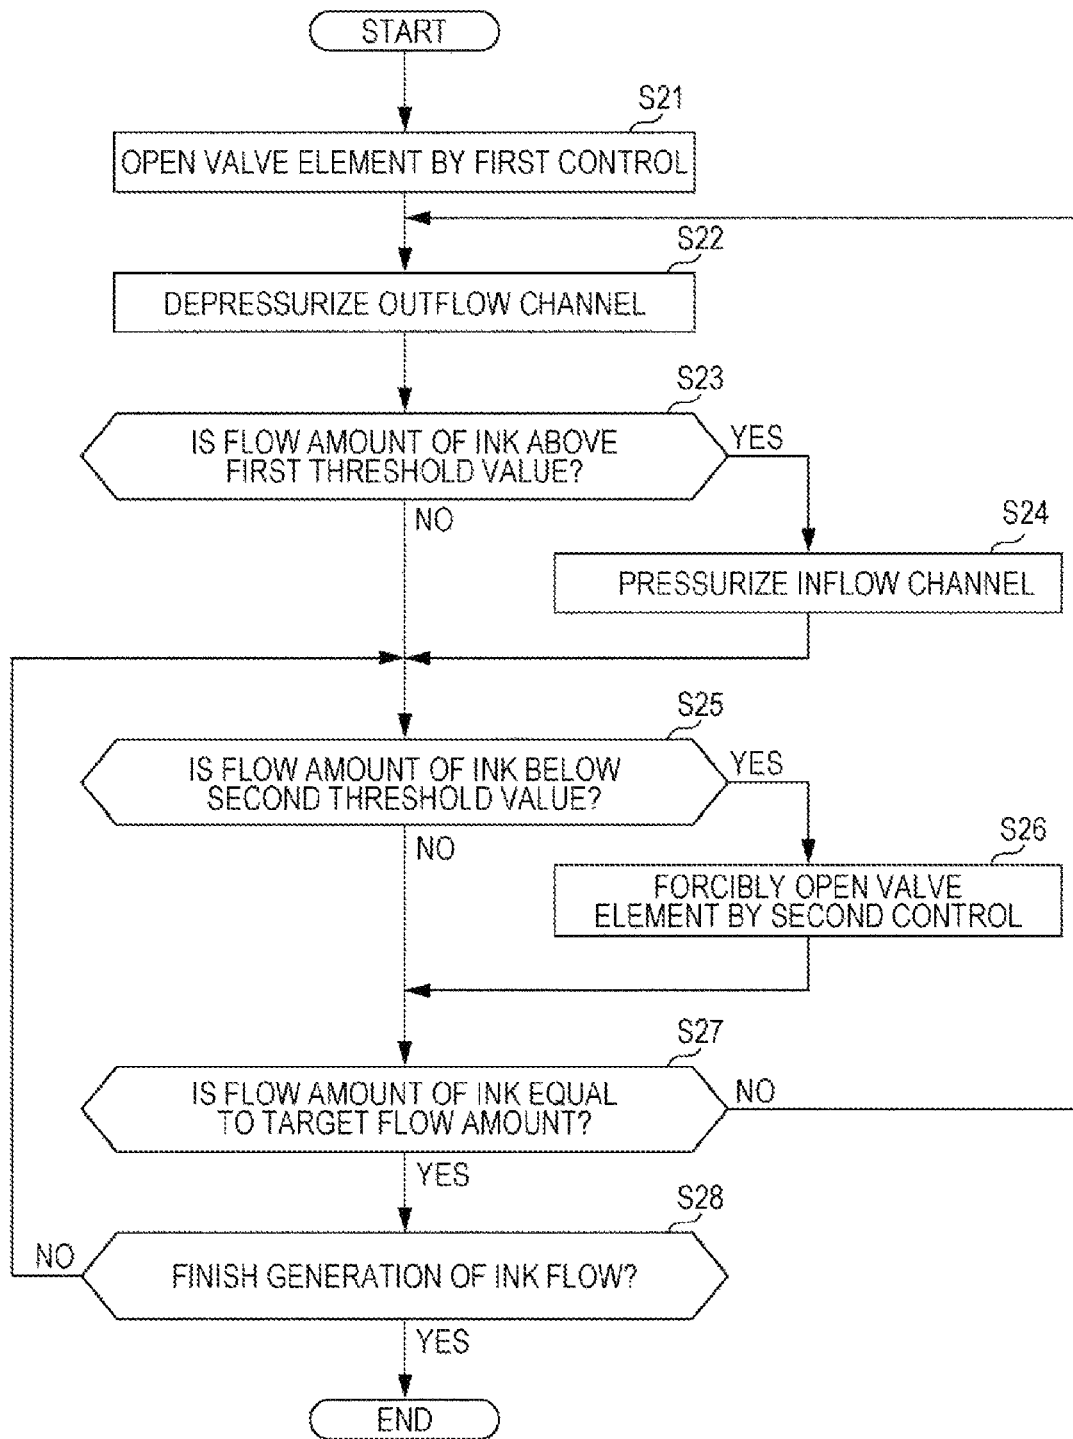 START
S21
OPEN VALVE ELEMENT BY FIRST CONTROL
S22
DEPRESSURIZE OUTFLOW CHANNEL
S23
IS FLOW AMOUNT OF INK ABOVE
FIRST THRESHOLD VALUE?
YES
NO
S24
PRESSURIZE INFLOW CHANNEL
S25
IS FLOW AMOUNT OF INK BELOW
SECOND THRESHOLD VALUE?
YES
NO
S26
FORCIBLY OPEN VALVE
ELEMENT BY SECOND CONTROL
S27
IS FLOW AMOUNT OF INK EQUAL
TO TARGET FLOW AMOUNT?
NO
YES
S28
FINISH GENERATION OF INK FLOW?
NO
YES
END